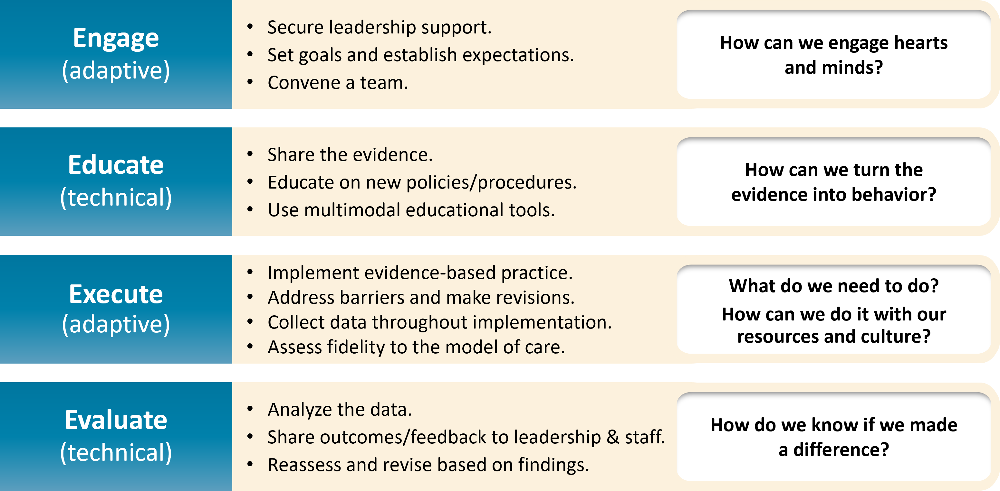 Engage
(adaptive)
• Secure leadership support.
• Set goals and establish expectations.
• Convene a team.
How can we engage hearts
and minds?
Educate
(technical)
• Share the evidence.
• Educate on new policies/procedures.
• Use multimodal educational tools.
How can we turn the
evidence into behavior?
Execute
(adaptive)
• Implement evidence-based practice.
• Address barriers and make revisions.
• Collect data throughout implementation.
• Assess fidelity to the model of care.
What do we need to do?
How can we do it with our
resources and culture?
Evaluate
(technical)
• Analyze the data.
• Share outcomes/feedback to leadership & staff.
• Reassess and revise based on findings.
How do we know if we made
a difference?